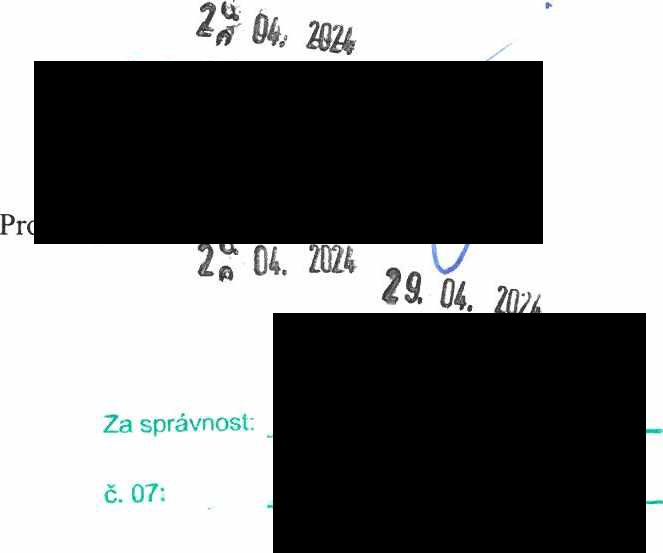 04. 2024
Pro
04. 2024
29. 04. 2024
Za správnost:
č. 07: